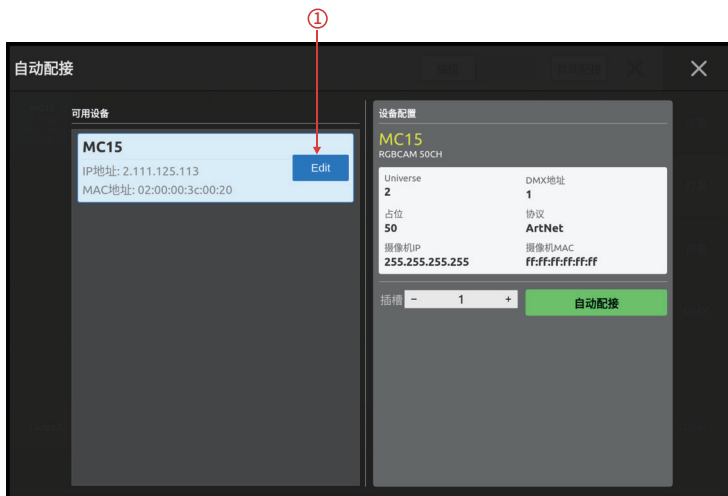 ①
自动配接
可用设备
MC15
IP地址: 2.111.125.113
MAC地址: 02:00:00:3c:00:20
Edit
设备配置
MC15
RGBCAM 50CH
Universe
2
DMX地址
1
占位
50
协议
ArtNet
摄像机IP
255.255.255.255
摄像机MAC
ff:ff:ff:ff:ff:ff
插槽 - 1 +
自动配接